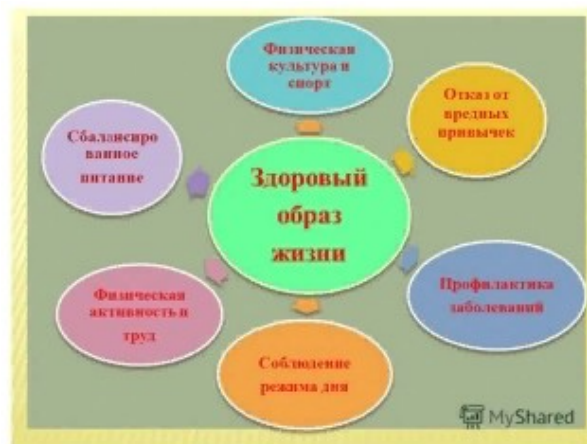 Физическая
культура и
спорт
Отказ от
вредных
привычек
Сбалансиро
ванное
питание
Здоровый
образ
жизни
Профилактика
заболеваний
Физическая
активность и
труд
Соблюдение
режима дня
MyShared